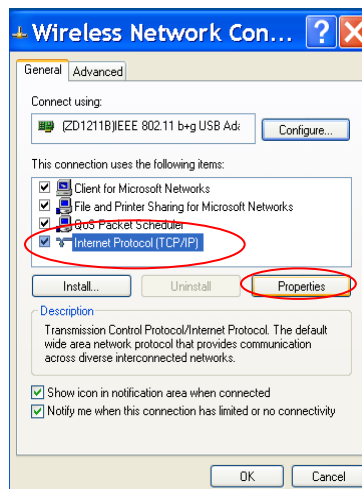 Wireless Network Con...
General Advanced
Connect using:
(ZD1211B)IEEE 802.11 b+g USB Ada
Configure...
This connection uses the following items:
Client for Microsoft Networks
File and Printer Sharing for Microsoft Networks
QoS Packet Scheduler
Internet Protocol (TCP/IP)
Install... Uninstall Properties
Description
Transmission Control Protocol/Internet Protocol. The default
wide area network protocol that provides communication
across diverse interconnected networks.
Show icon in notification area when connected
Notify me when this connection has limited or no connectivity
OK Cancel